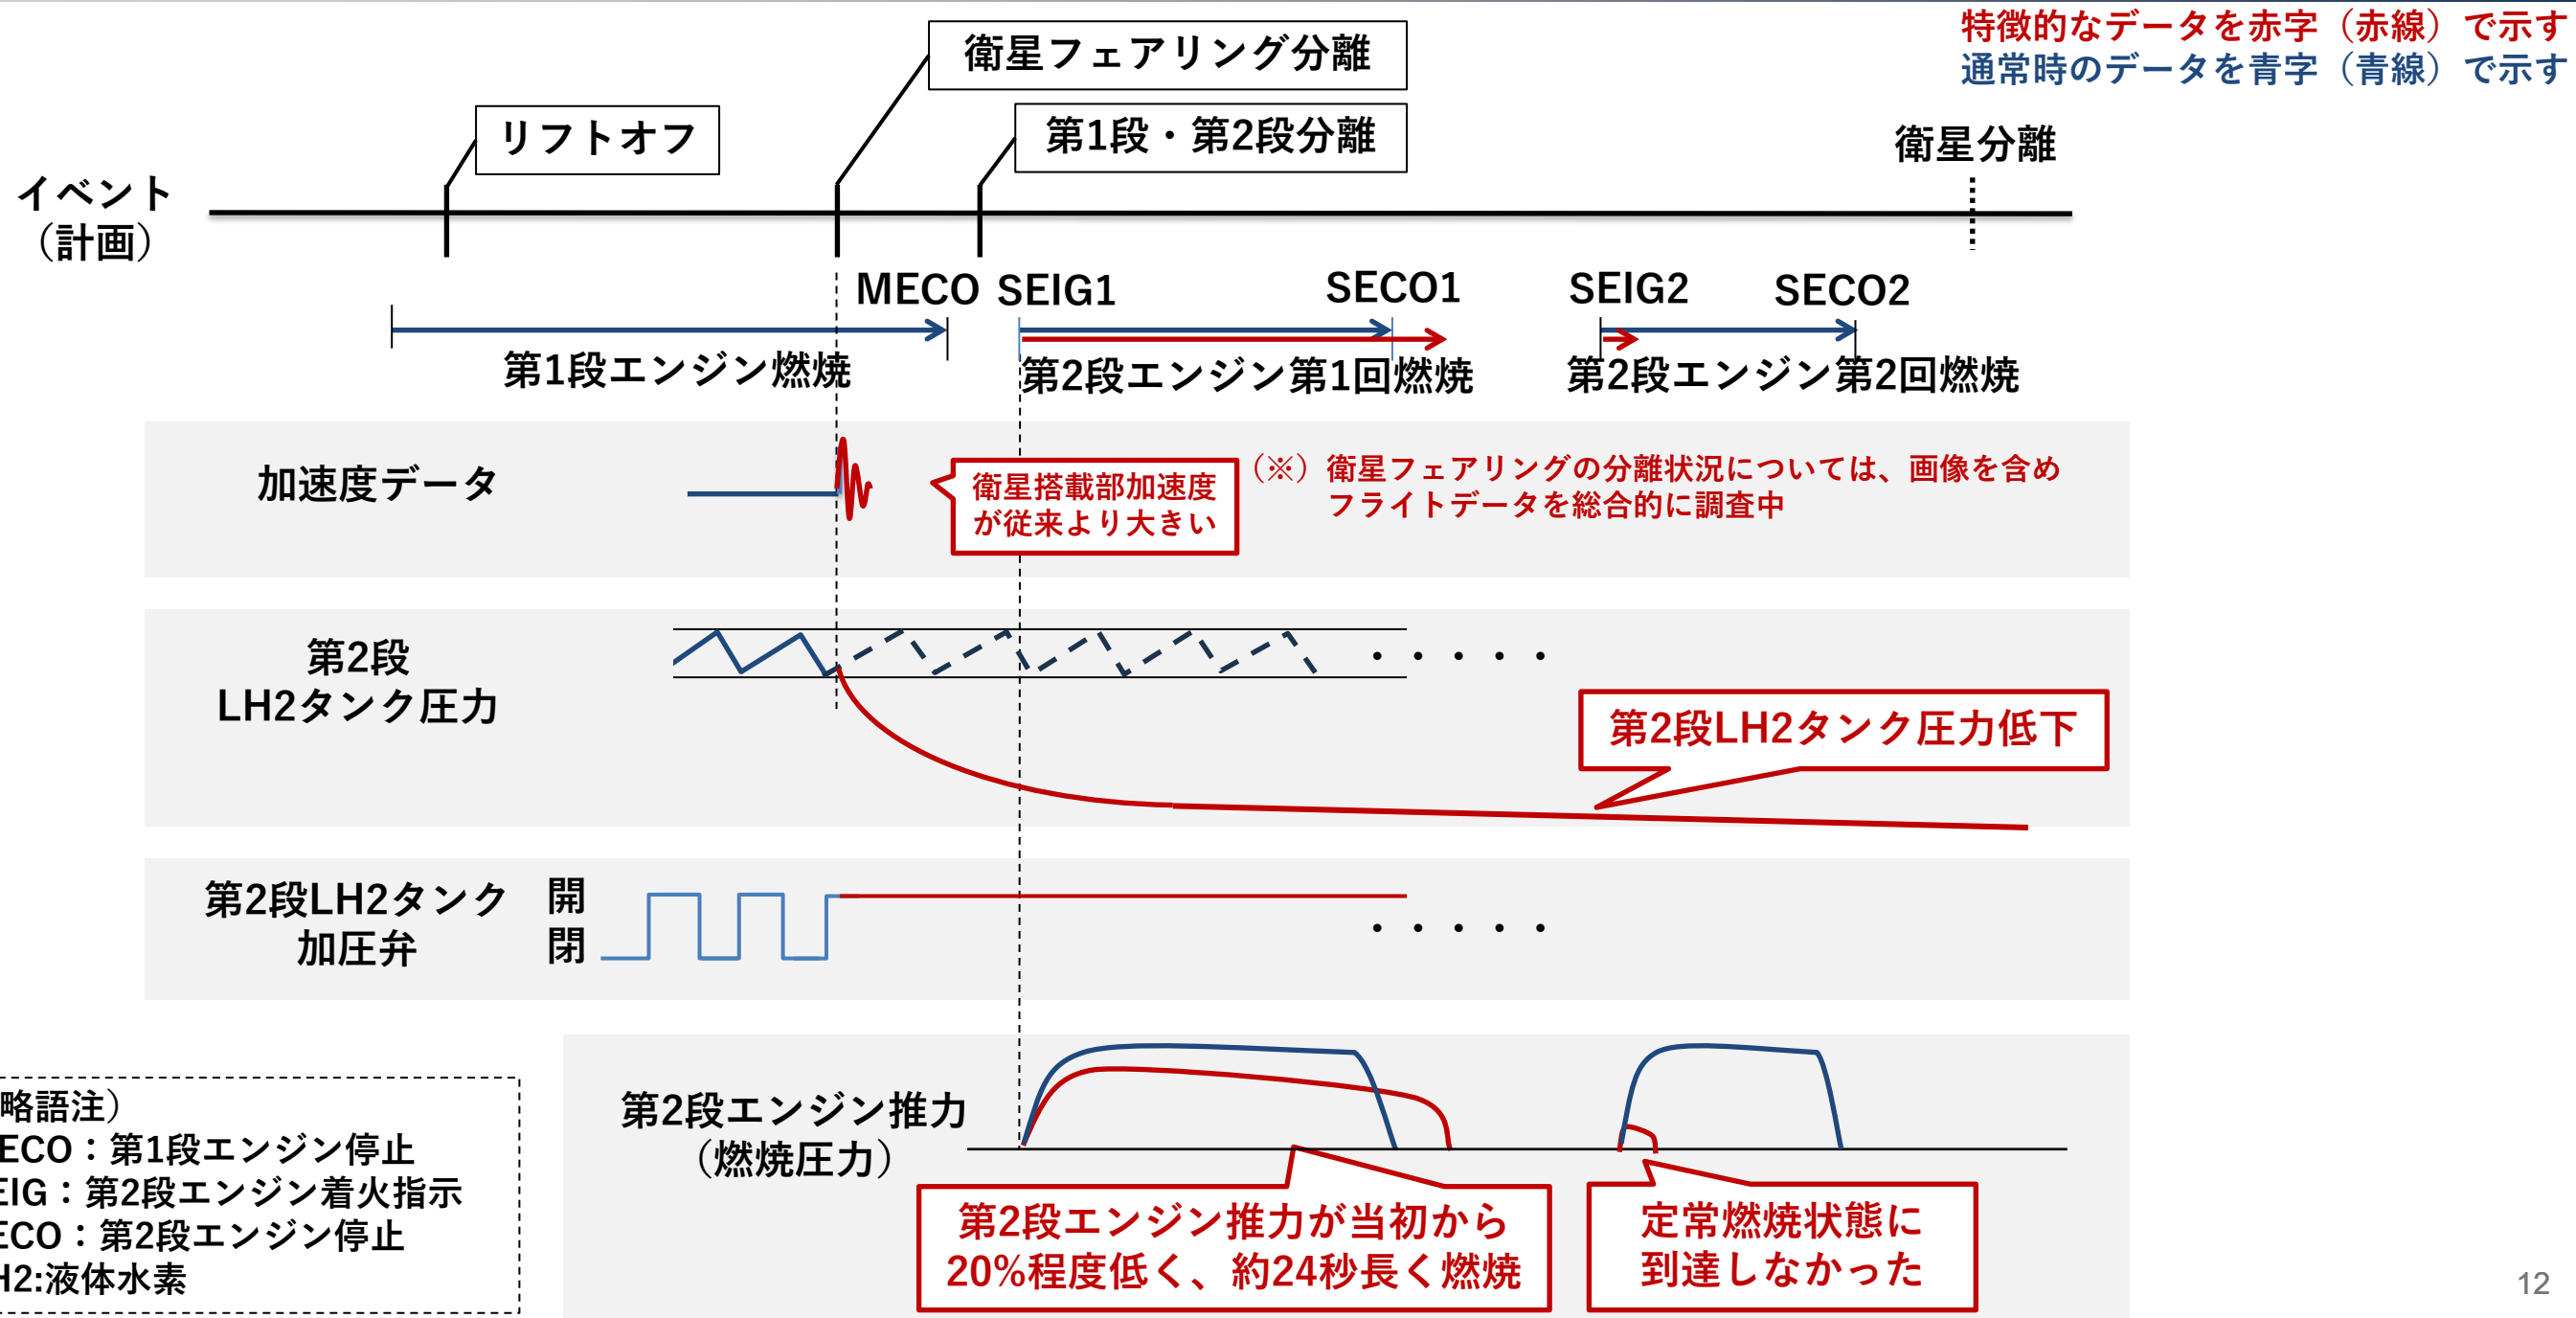 特徴的なデータを赤字（赤線）で示す
通常時のデータを青字（青線）で示す
衛星フェアリング分離
リフトオフ
第1段・第2段分離
衛星分離
イベント
（計画）
MECO
SEIG1
SECO1
SEIG2
SECO2
第1段エンジン燃焼
第2段エンジン第1回燃焼
第2段エンジン第2回燃焼
加速度データ
衛星搭載部加速度
が従来より大きい
（※）衛星フェアリングの分離状況については、画像を含め
フライトデータを総合的に調査中
第2段
LH2タンク圧力
・・・・・
第2段LH2タンク圧力低下
第2段LH2タンク
加圧弁
開
閉
・・・・・
第2段エンジン推力
（燃焼圧力）
第2段エンジン推力が当初から
20%程度低く、約24秒長く燃焼
定常燃焼状態に
到達しなかった
略語注）
ECO：第1段エンジン停止
EIG：第2段エンジン着火指示
ECO：第2段エンジン停止
H2:液体水素
12